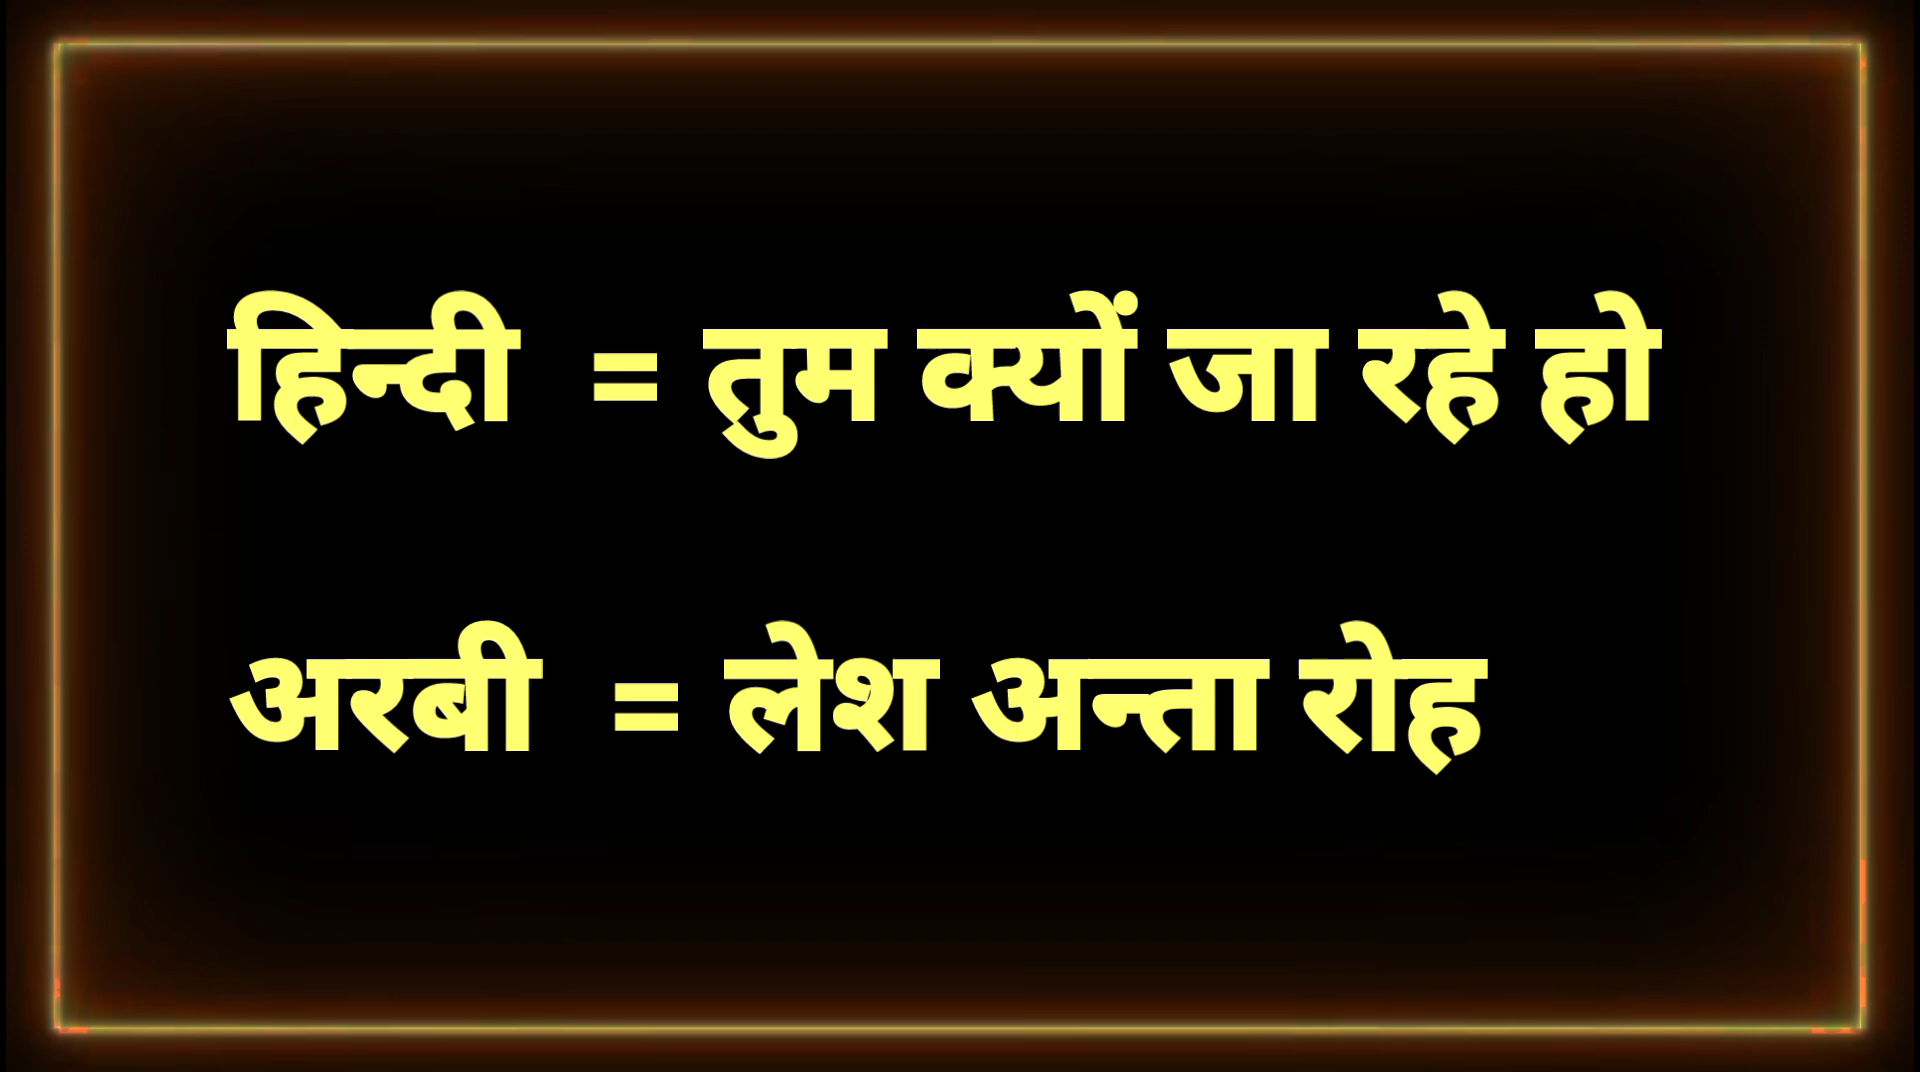 हिन्दी = तुम क्यों जा रहे हो
अरबी = लेश अन्ता रोह